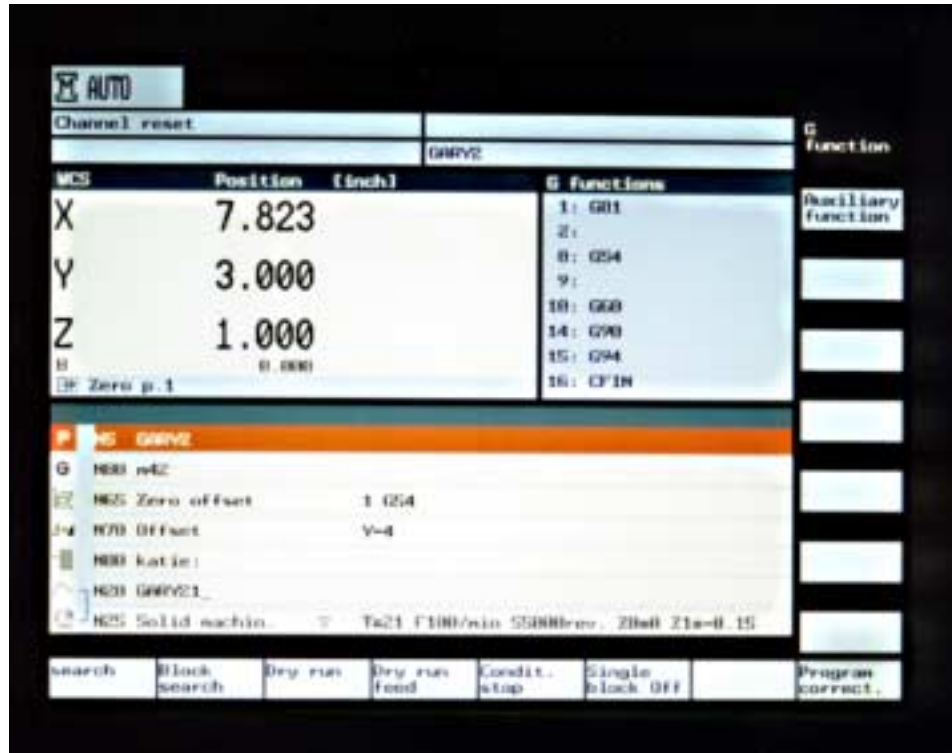 AUTO
Channel reset
GARY2
G function
MCS Position [inch]
G functions
Auxiliary function
X 7.823
Y 3.000
Z 1.000
0.000
Zero p.1
1: G01
2:
8: G54
9:
10: G60
14: G90
15: G94
16: CFIN
P N5 GARY2
G N80 m42
N65 Zero offset 1 G54
N70 Offset Y-4
katie:
N20 GARY21_
N25 Solid machin. T=21 F100/min S5000rev. Z0=0 Z1=-0.15
search
Block search
Dry run
Dry run feed
Condit. stop
Single block Off
Program correct.